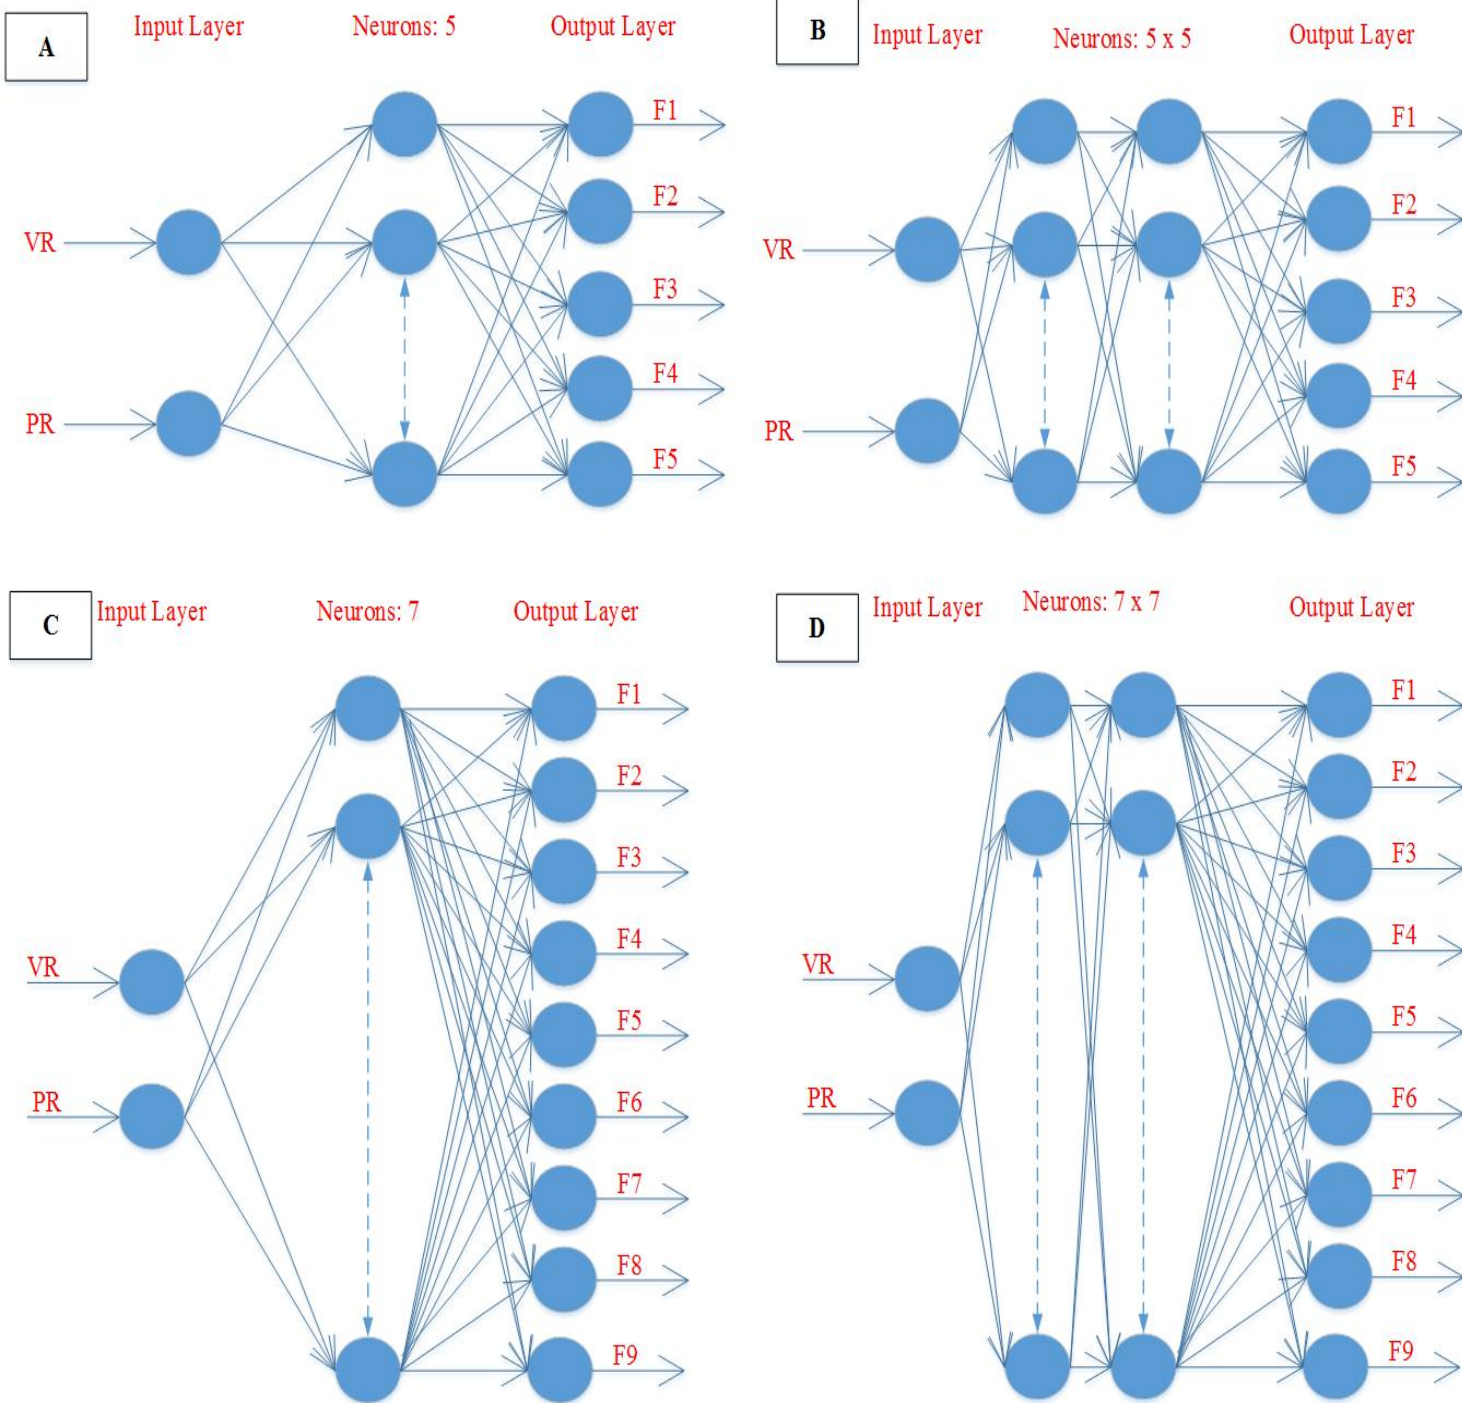 A
Input Layer
Neurons: 5
Output Layer
VR
PR
F1
F2
F3
F4
F5
B
Input Layer
Neurons: 5 x 5
Output Layer
VR
PR
F1
F2
F3
F4
F5
C
Input Layer
Neurons: 7
Output Layer
VR
PR
F1
F2
F3
F4
F5
F6
F7
F8
F9
D
Input Layer
Neurons: 7 x 7
Output Layer
VR
PR
F1
F2
F3
F4
F5
F6
F7
F8
F9